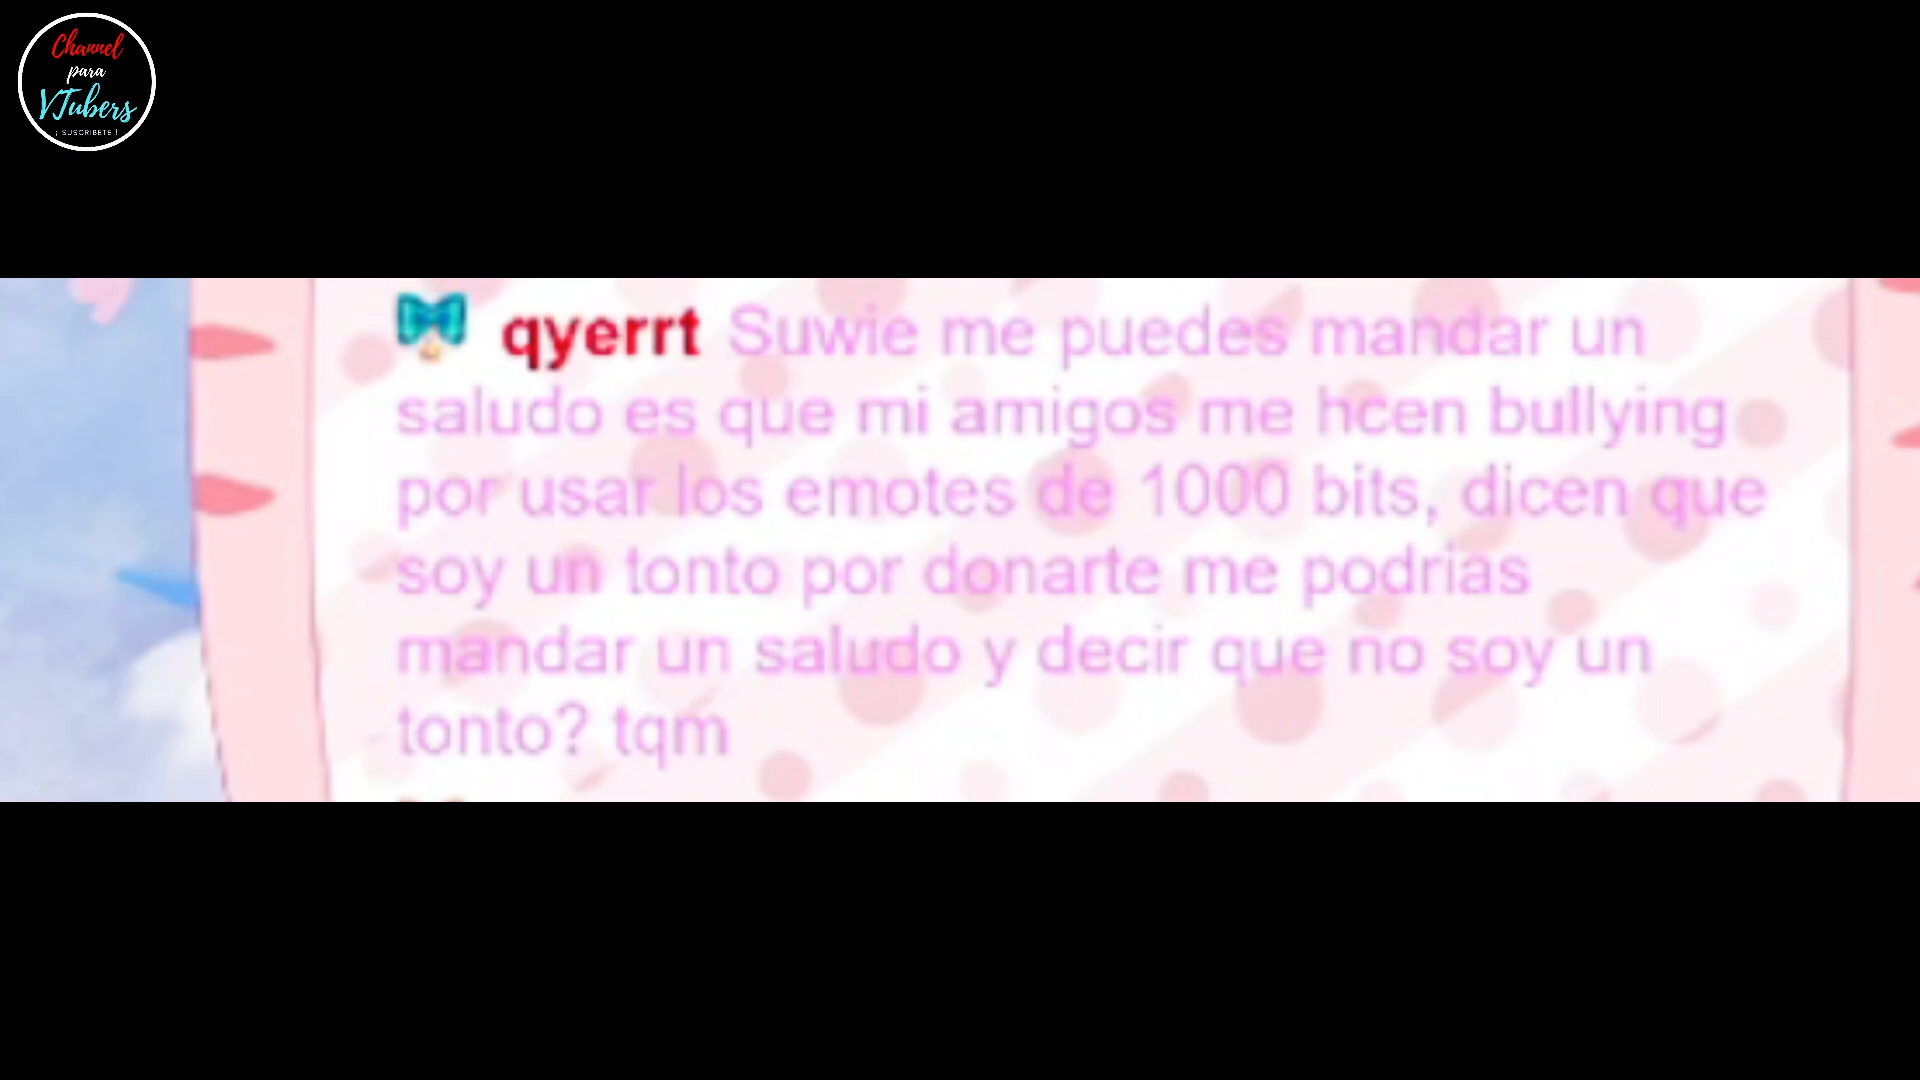 Channel
para
VTubers
¡ SUSCRIBETE !
qyerrt Suwie me puedes mandar un
saludo es que mi amigos me hcen bullying
por usar los emotes de 1000 bits, dicen que
soy un tonto por donarte me podrias
mandar un saludo y decir que no soy un
tonto? tqm